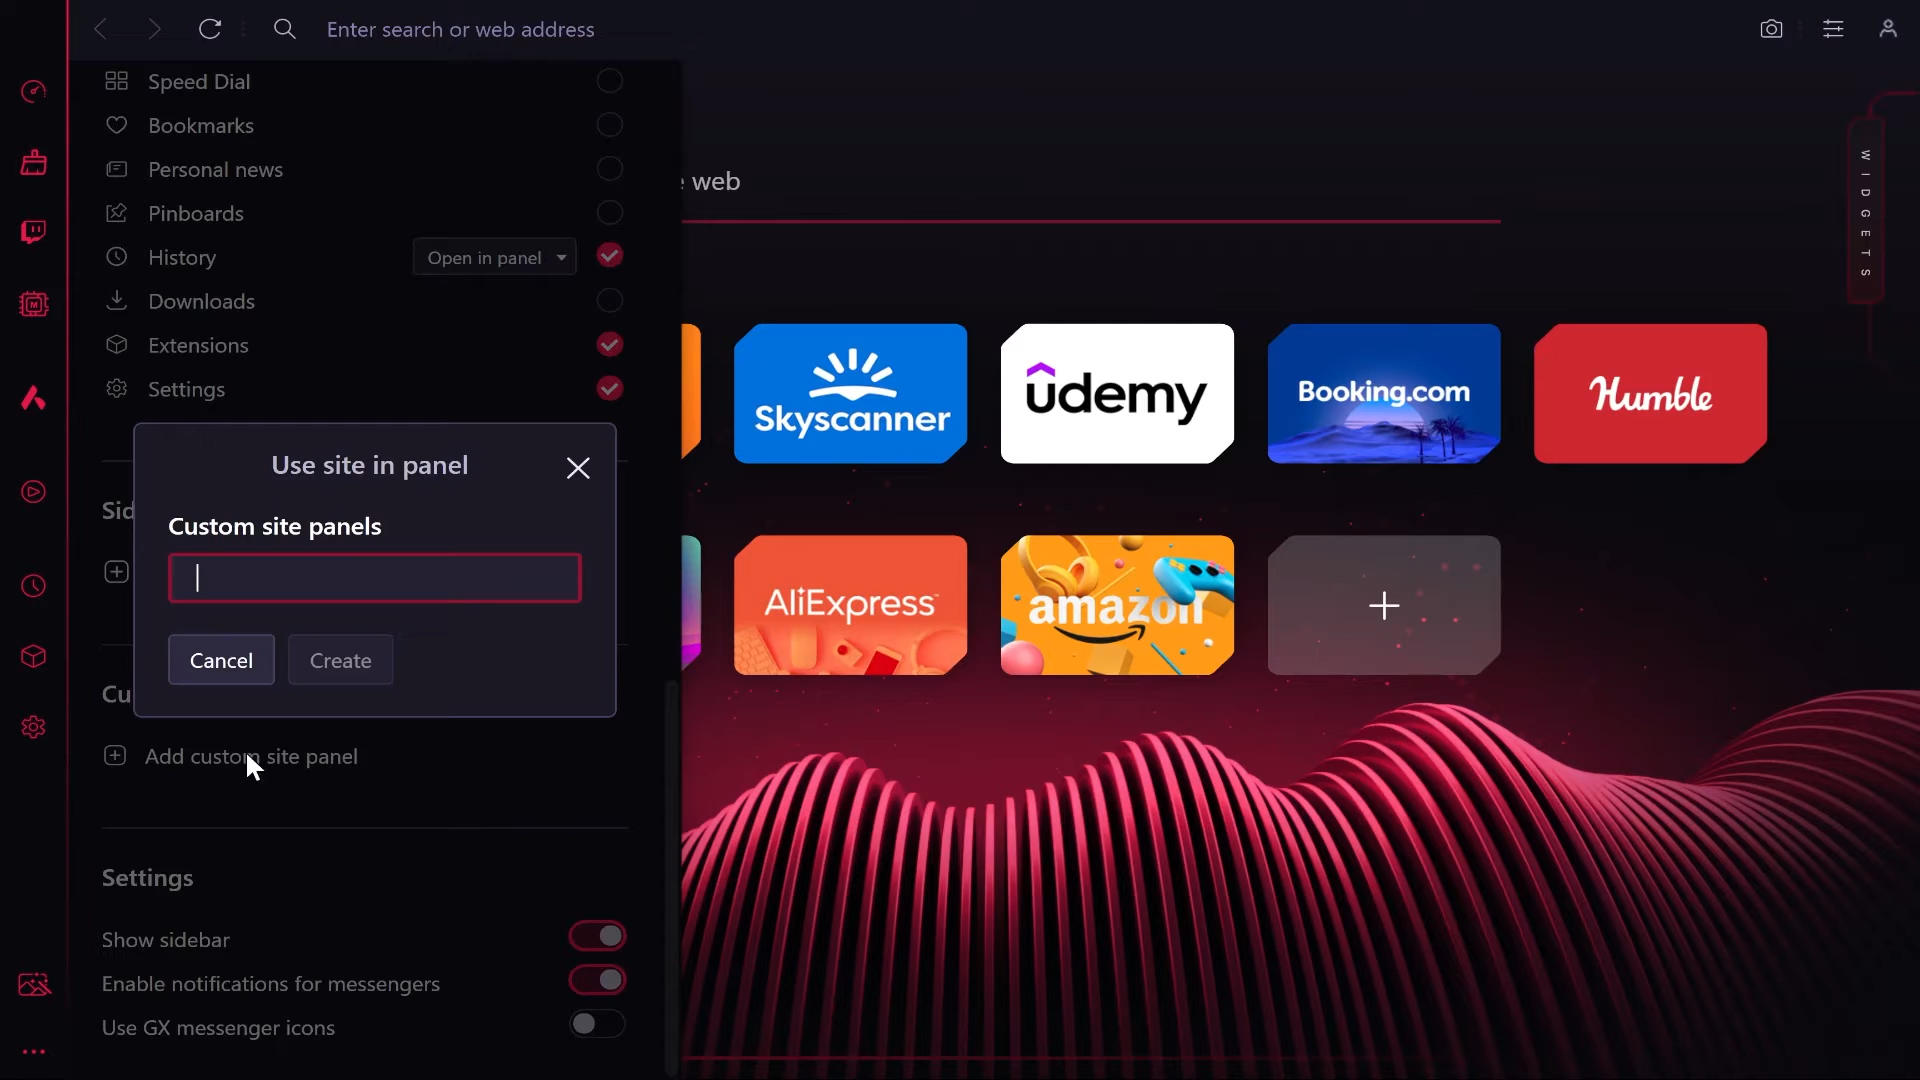 Enter search or web address
Speed Dial
Bookmarks
Personal news
Pinboards
History
Open in panel
Downloads
Extensions
Settings
Use site in panel
Sid
Custom site panels
Cancel
Create
Cu
Add custom site panel
Settings
Show sidebar
Enable notifications for messengers
Use GX messenger icons
web
WIDGETS
Skyscanner
ûdemy
Booking.com
Humble
AliExpress
amazon
M